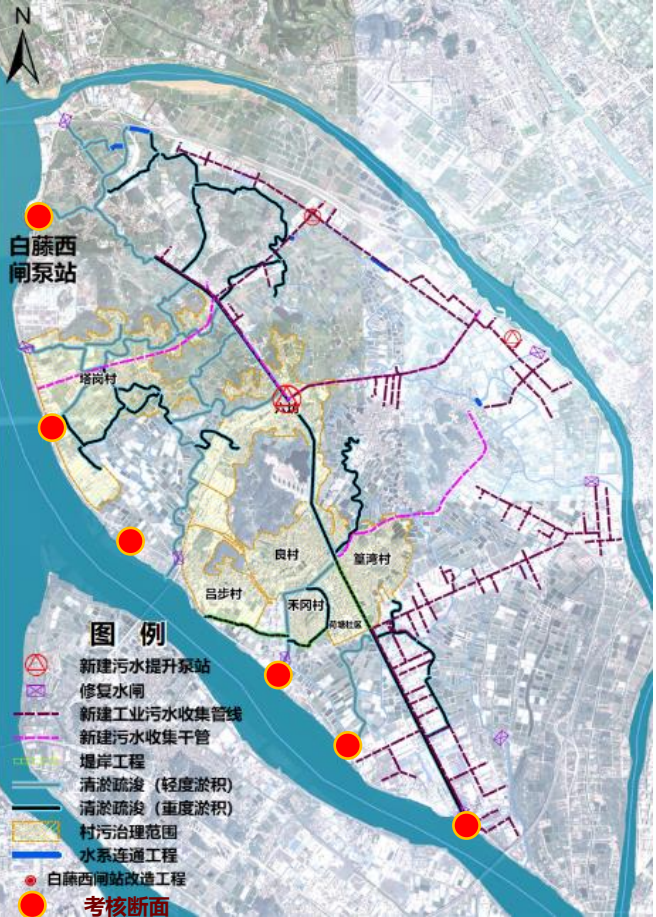 N
白藤西
闸泵站
塔岗村
良村
篁湾村
吕步村
禾冈村
荷塘社区
图 例
新建污水提升泵站
修复水闸
新建工业污水收集管线
新建污水收集干管
堤岸工程
清淤疏浚（轻度淤积）
清淤疏浚（重度淤积）
村污治理范围
水系连通工程
白藤西闸站改造工程
考核断面